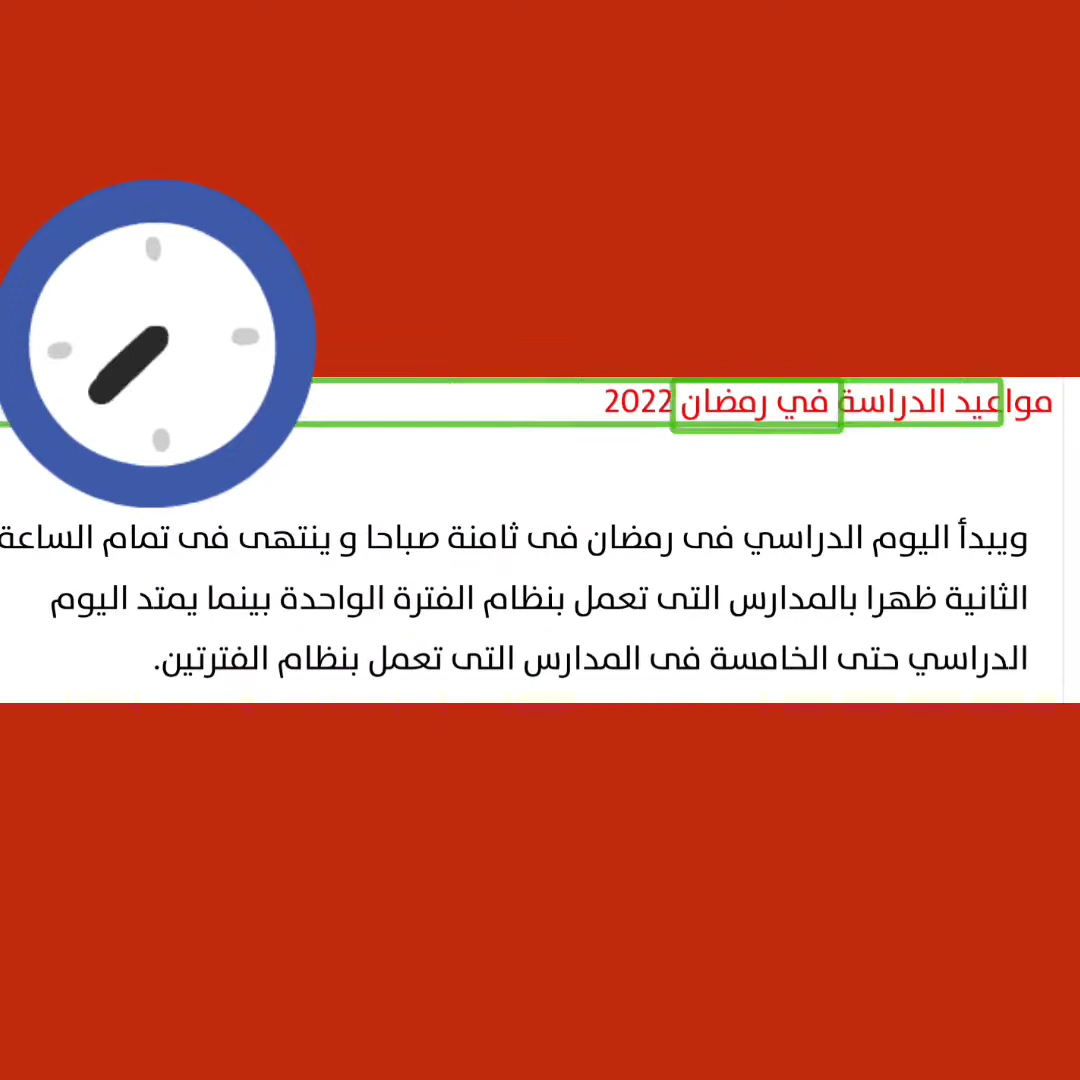 مواعيد الدراسة في رمضان 2022
ويبدأ اليوم الدراسي فى رمضان فى ثامنة صباحا و ينتهى فى تمام الساعة
الثانية ظهرا بالمدارس التى تعمل بنظام الفترة الواحدة بينما يمتد اليوم
الدراسي حتى الخامسة فى المدارس التى تعمل بنظام الفترتين.